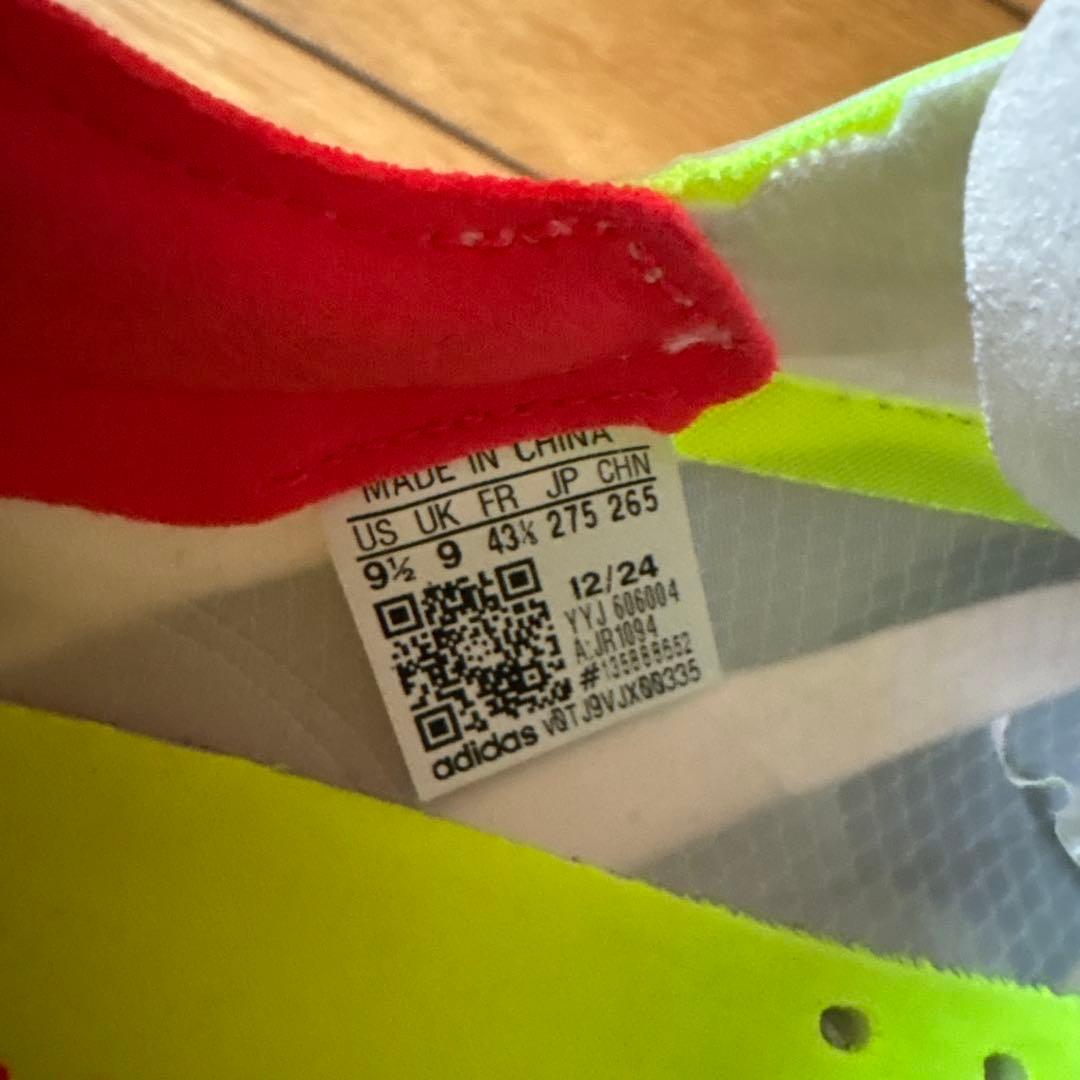 MADE IN CHINA
US UK FR JP CHN
9½ 9 43⅓ 275 265
12/24
YYJ 606004
A:JR1094
adidas v0TJ9VJX00335